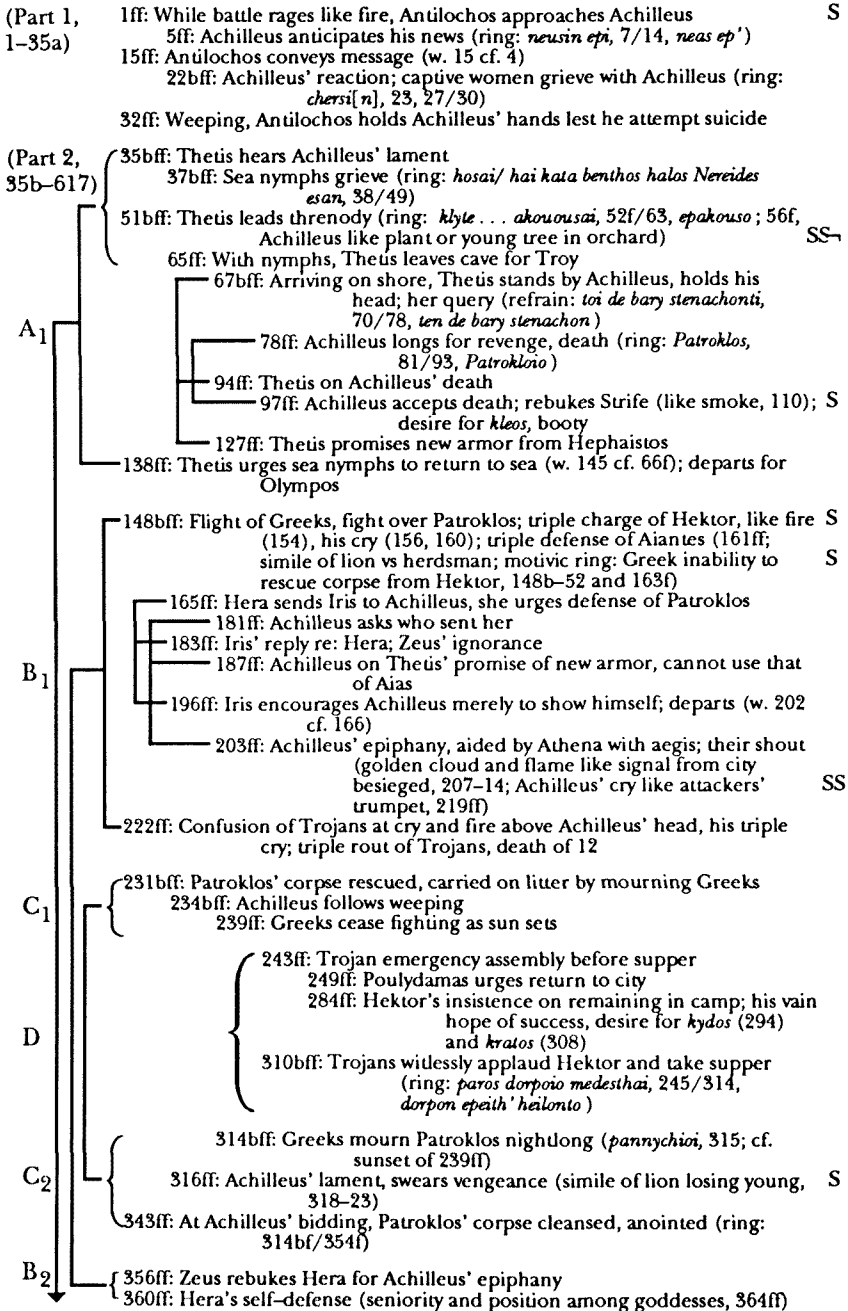 (Part 1, 1ff: While battle rages like fire, Antilochos approaches Achilleus S
1–35a) 5ff: Achilleus anticipates his news (ring: neusin epi, 7/14, neas ep’)
15ff: Antilochos conveys message (w. 15 cf. 4)
22bff: Achilleus’ reaction; captive women grieve with Achilleus (ring:
chersi[n], 23, 27/30)
32ff: Weeping, Antilochos holds Achilleus’ hands lest he attempt suicide
(Part 2, 35bff: Thetis hears Achilleus’ lament
35b–617) 37bff: Sea nymphs grieve (ring: hosai/ hai kata benthos halos Nereides
esan, 38/49)
51bff: Thetis leads threnody (ring: klyte . . . akouousai, 52f/63, epakouso ; 56f,
Achilleus like plant or young tree in orchard) SS¬
65ff: With nymphs, Thetis leaves cave for Troy
67bff: Arriving on shore, Thetis stands by Achilleus, holds his
head; her query (refrain: toi de bary stenachonti,
A1 70/78, ten de bary stenachon )
78ff: Achilleus longs for revenge, death (ring: Patroklos,
81/93, Patrokloio )
94ff: Thetis on Achilleus’ death
97ff: Achilleus accepts death; rebukes Strife (like smoke, 110); S
desire for kleos, booty
127ff: Thetis promises new armor from Hephaistos
138ff: Thetis urges sea nymphs to return to sea (w. 145 cf. 66f); departs for
Olympos
148bff: Flight of Greeks, fight over Patroklos; triple charge of Hektor, like fire S
(154), his cry (156, 160); triple defense of Aiantes (161ff;
simile of lion vs herdsman; motivic ring: Greek inability to S
rescue corpse from Hektor, 148b–52 and 163f)
165ff: Hera sends Iris to Achilleus, she urges defense of Patroklos
181ff: Achilleus asks who sent her
183ff: Iris’ reply re: Hera; Zeus’ ignorance
B1 187ff: Achilleus on Thetis’ promise of new armor, cannot use that
of Aias
196ff: Iris encourages Achilleus merely to show himself; departs (w. 202
cf. 166)
203ff: Achilleus’ epiphany, aided by Athena with aegis; their shout
(golden cloud and flame like signal from city
besieged, 207–14; Achilleus’ cry like attackers’ SS
trumpet, 219ff)
222ff: Confusion of Trojans at cry and fire above Achilleus’ head, his triple
cry; triple rout of Trojans, death of 12
231bff: Patroklos’ corpse rescued, carried on litter by mourning Greeks
C1 234bff: Achilleus follows weeping
239ff: Greeks cease fighting as sun sets
243ff: Trojan emergency assembly before supper
249ff: Poulydamas urges return to city
284ff: Hektor’s insistence on remaining in camp; his vain
D hope of success, desire for kydos (294)
and kratos (308)
310bff: Trojans witlessly applaud Hektor and take supper
(ring: paros dorpoio medesthai, 245/314,
dorpon epeith’ heilonto )
314bff: Greeks mourn Patroklos nightlong (pannychioi, 315; cf.
sunset of 239ff)
C2 316ff: Achilleus’ lament, swears vengeance (simile of lion losing young, S
318–23)
343ff: At Achilleus’ bidding, Patroklos’ corpse cleansed, anointed (ring:
314bf/354f)
B2 356ff: Zeus rebukes Hera for Achilleus’ epiphany
360ff: Hera’s self–defense (seniority and position among goddesses, 364ff)